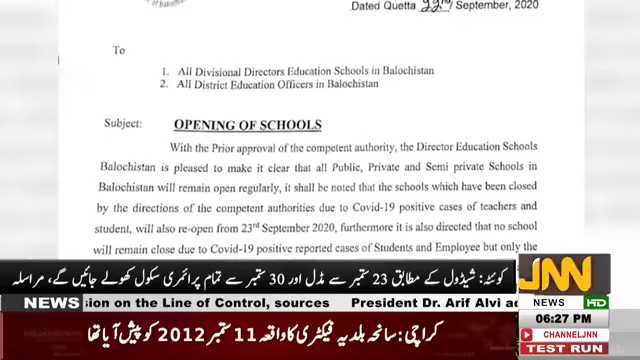 of Balochistan
Dated Quetta 22nd September, 2020
To
1. All Divisional Directors Education Schools in Balochistan
2. All District Education Officers in Balochistan
Subject: OPENING OF SCHOOLS
With the Prior approval of the competent authority, the Director Education Schools
Balochistan is pleased to make it clear that all Public, Private and Semi private Schools in
Balochistan will remain open regularly, it shall be noted that the schools which have been closed
by the directions of the competent authorities due to Covid-19 positive cases of teachers and
student, will also re-open from 23rd September 2020, furthermore it is also directed that no school
will remain close due to Covid-19 positive reported cases of Students and Employee but only the
کوئٹہ: شیڈول کے مطابق 23 ستمبر سے مڈل اور 30 ستمبر سے تمام پرائمری سکول کھولے جائیں گے، مراسلہ
JNN
NEWS HD
NEWS sion on the Line of Control, sources President Dr. Arif Alvi ad
06:27 PM
کراچی: سانحہ بلدیہ فیکٹری کا واقعہ 11 ستمبر 2012 کو پیش آیا تھا
CHANNELJNN
TEST RUN